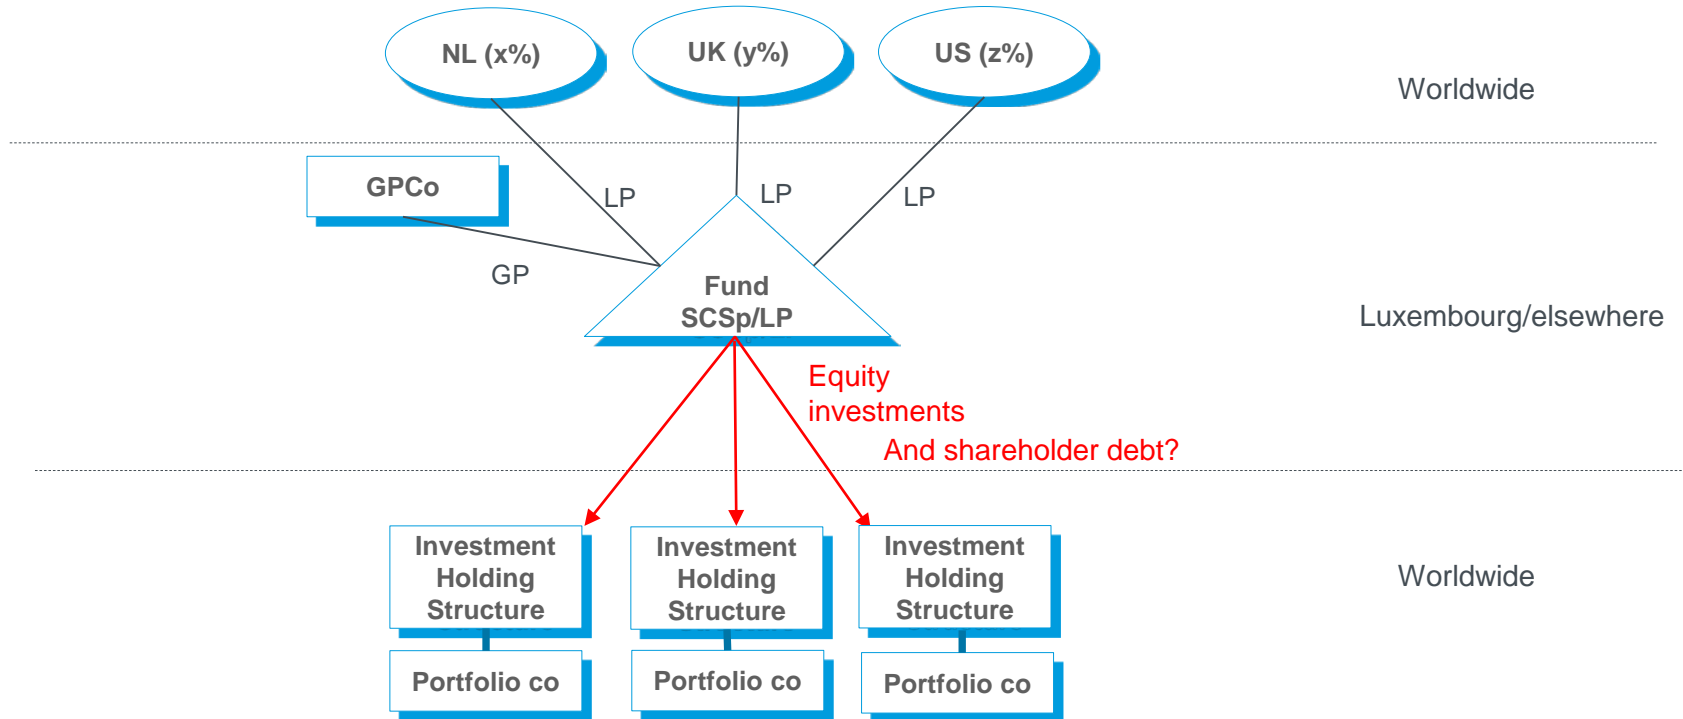 NL (x%)
UK (y%)
US (z%)
Worldwide
GPCo
LP
LP
LP
GP
Fund
SCSp/LP
Luxembourg/elsewhere
Equity
investments
And shareholder debt?
Investment
Holding
Structure
Investment
Holding
Structure
Investment
Holding
Structure
Worldwide
Portfolio co
Portfolio co
Portfolio co